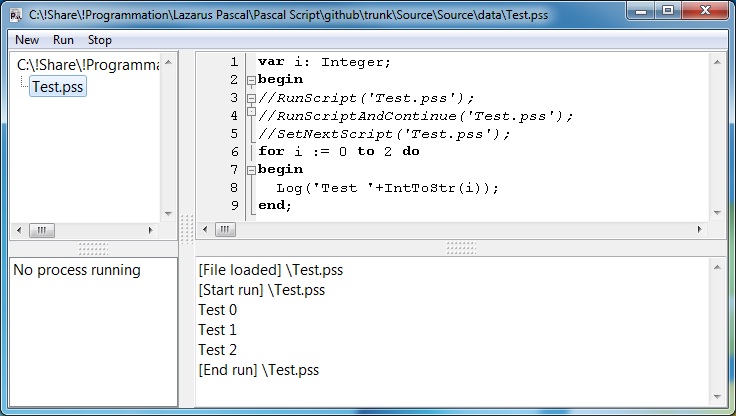 C:\!Share\!Programmation\Lazarus Pascal\Pascal Script\github\trunk\Source\Source\data\Test.pss
New Run Stop
C:\!Share\!Programma
Test.pss
1 var i: Integer;
2 begin
3 //RunScript('Test.pss');
4 //RunScriptAndContinue('Test.pss');
5 //SetNextScript('Test.pss');
6 for i := 0 to 2 do
7 begin
8 Log('Test '+IntToStr(i));
9 end;
No process running
[File loaded] \Test.pss
[Start run] \Test.pss
Test 0
Test 1
Test 2
[End run] \Test.pss